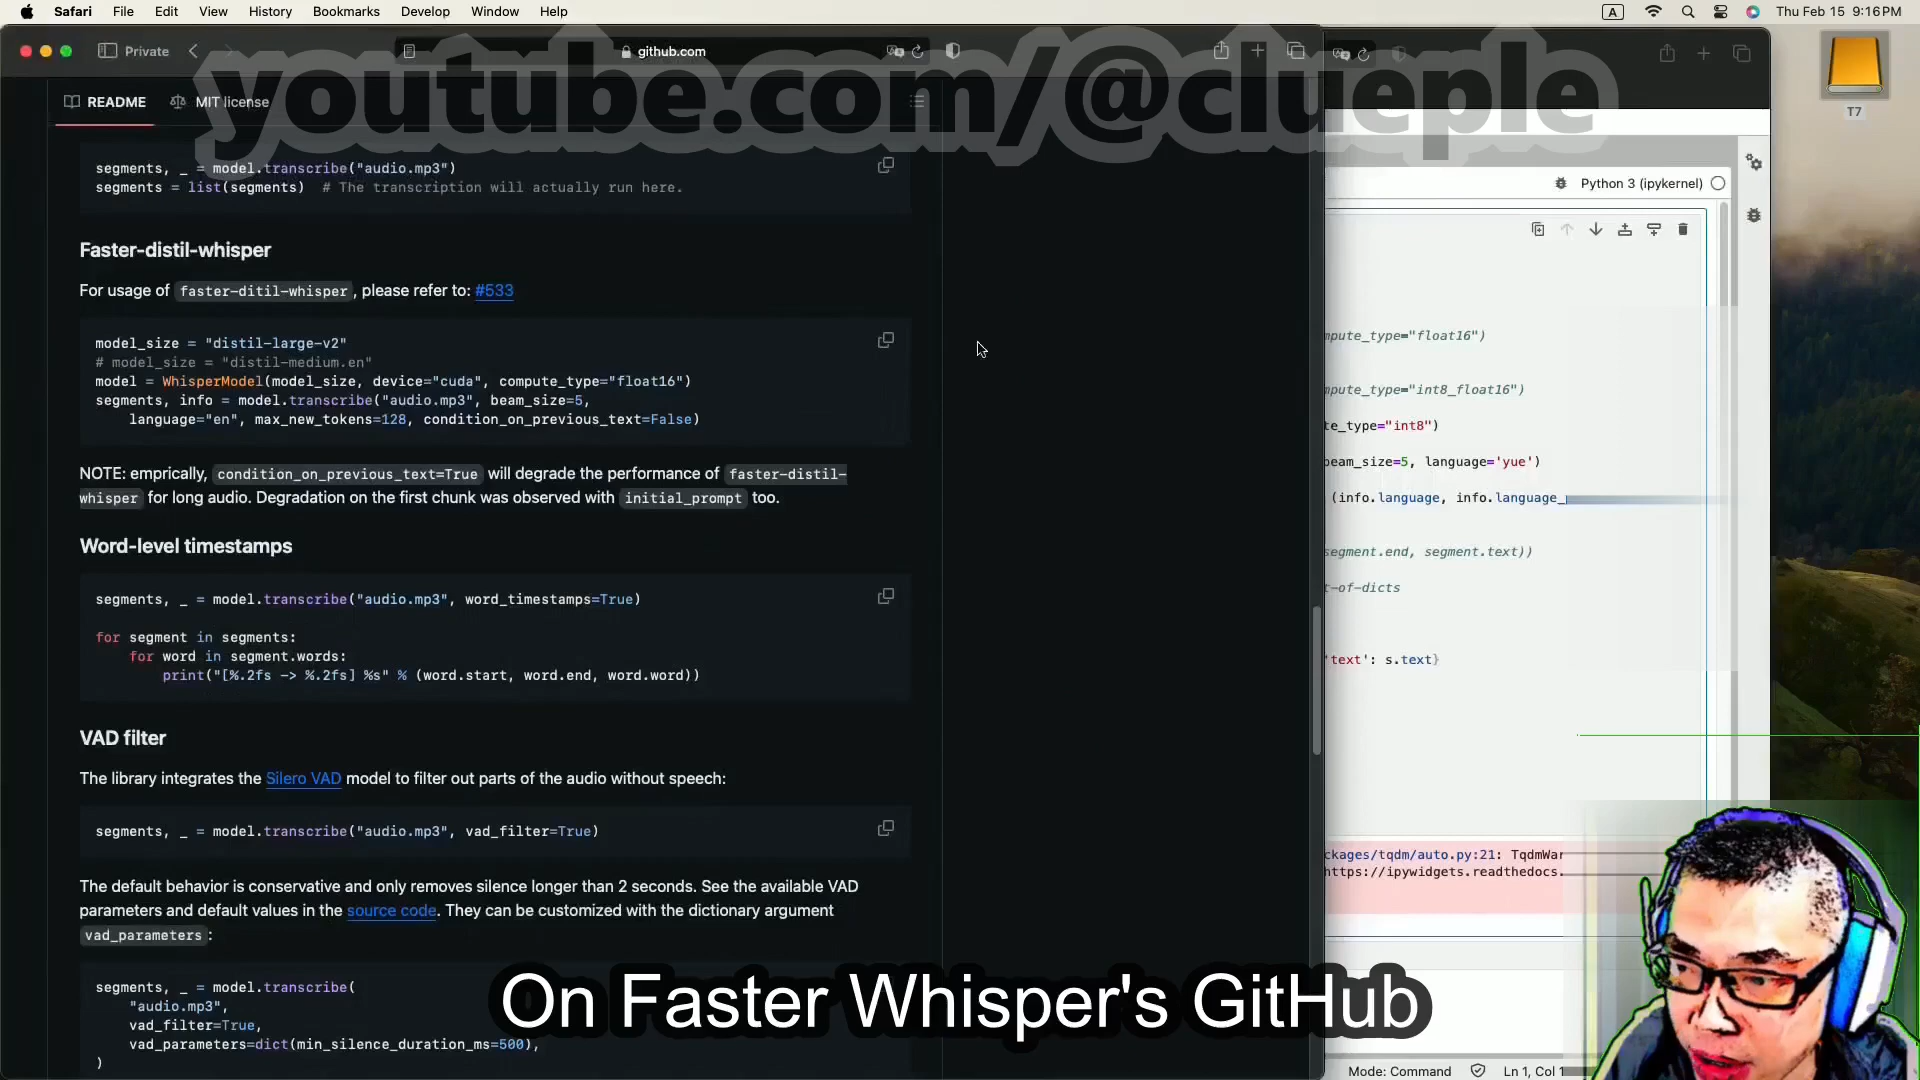 Safari File Edit View History Bookmarks Develop Window Help
A
Thu Feb 15 9:16 PM
Private
github.com
youtube.com/@clueple
T7
README
MIT license
segments, _ = model.transcribe("audio.mp3")
segments = list(segments)  # The transcription will actually run here.
Faster-distil-whisper
For usage of faster-ditil-whisper, please refer to: #533
model_size = "distil-large-v2"
# model_size = "distil-medium.en"
model = WhisperModel(model_size, device="cuda", compute_type="float16")
segments, info = model.transcribe("audio.mp3", beam_size=5,
language="en", max_new_tokens=128, condition_on_previous_text=False)
NOTE: emprically, condition_on_previous_text=True will degrade the performance of faster-distil-
whisper for long audio. Degradation on the first chunk was observed with initial_prompt too.
Word-level timestamps
segments, _ = model.transcribe("audio.mp3", word_timestamps=True)
for segment in segments:
for word in segment.words:
print("[%.2fs -> %.2fs] %s" % (word.start, word.end, word.word))
VAD filter
The library integrates the Silero VAD model to filter out parts of the audio without speech:
segments, _ = model.transcribe("audio.mp3", vad_filter=True)
The default behavior is conservative and only removes silence longer than 2 seconds. See the available VAD
parameters and default values in the source code. They can be customized with the dictionary argument
vad_parameters:
segments, _ = model.transcribe(
"audio.mp3",
vad_filter=True,
vad_parameters=dict(min_silence_duration_ms=500),
)
Python 3 (ipykernel)
mpute_type="float16")
mpute_type="int8_float16")
te_type="int8")
beam_size=5, language='yue')
(info.language, info.language_
segment.end, segment.text))
t-of-dicts
'text': s.text}
ckages/tqdm/auto.py:21: TqdmWar
https://ipywidgets.readthedocs.
Mode: Command
Ln 1, Col 1
On Faster Whisper's GitHub